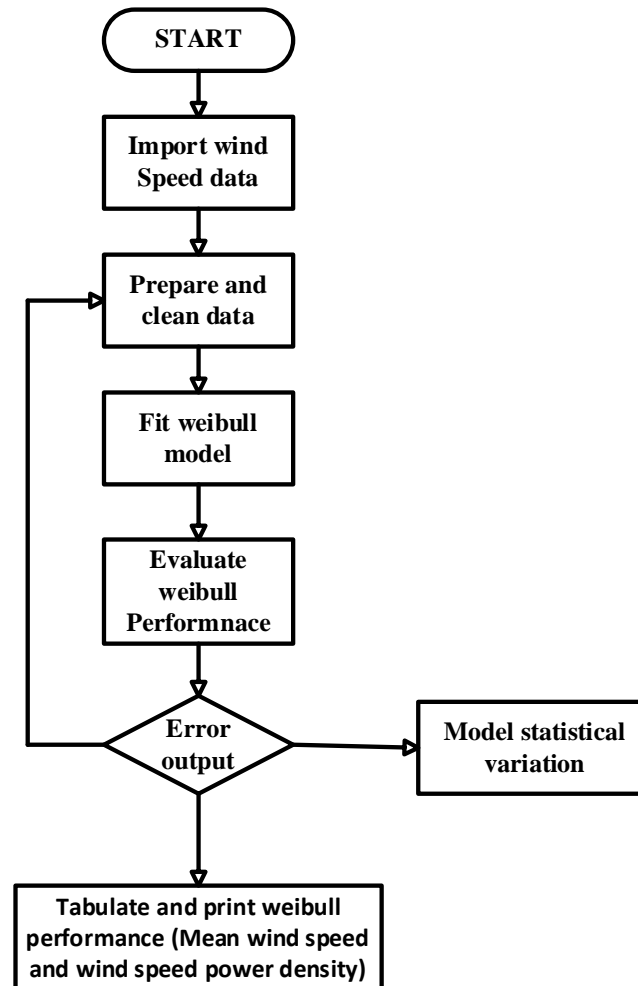 START
Import wind
Speed data
Prepare and
clean data
Fit weibull
model
Evaluate
weibull
Performnace
Error
output
Model statistical
variation
Tabulate and print weibull
performance (Mean wind speed
and wind speed power density)